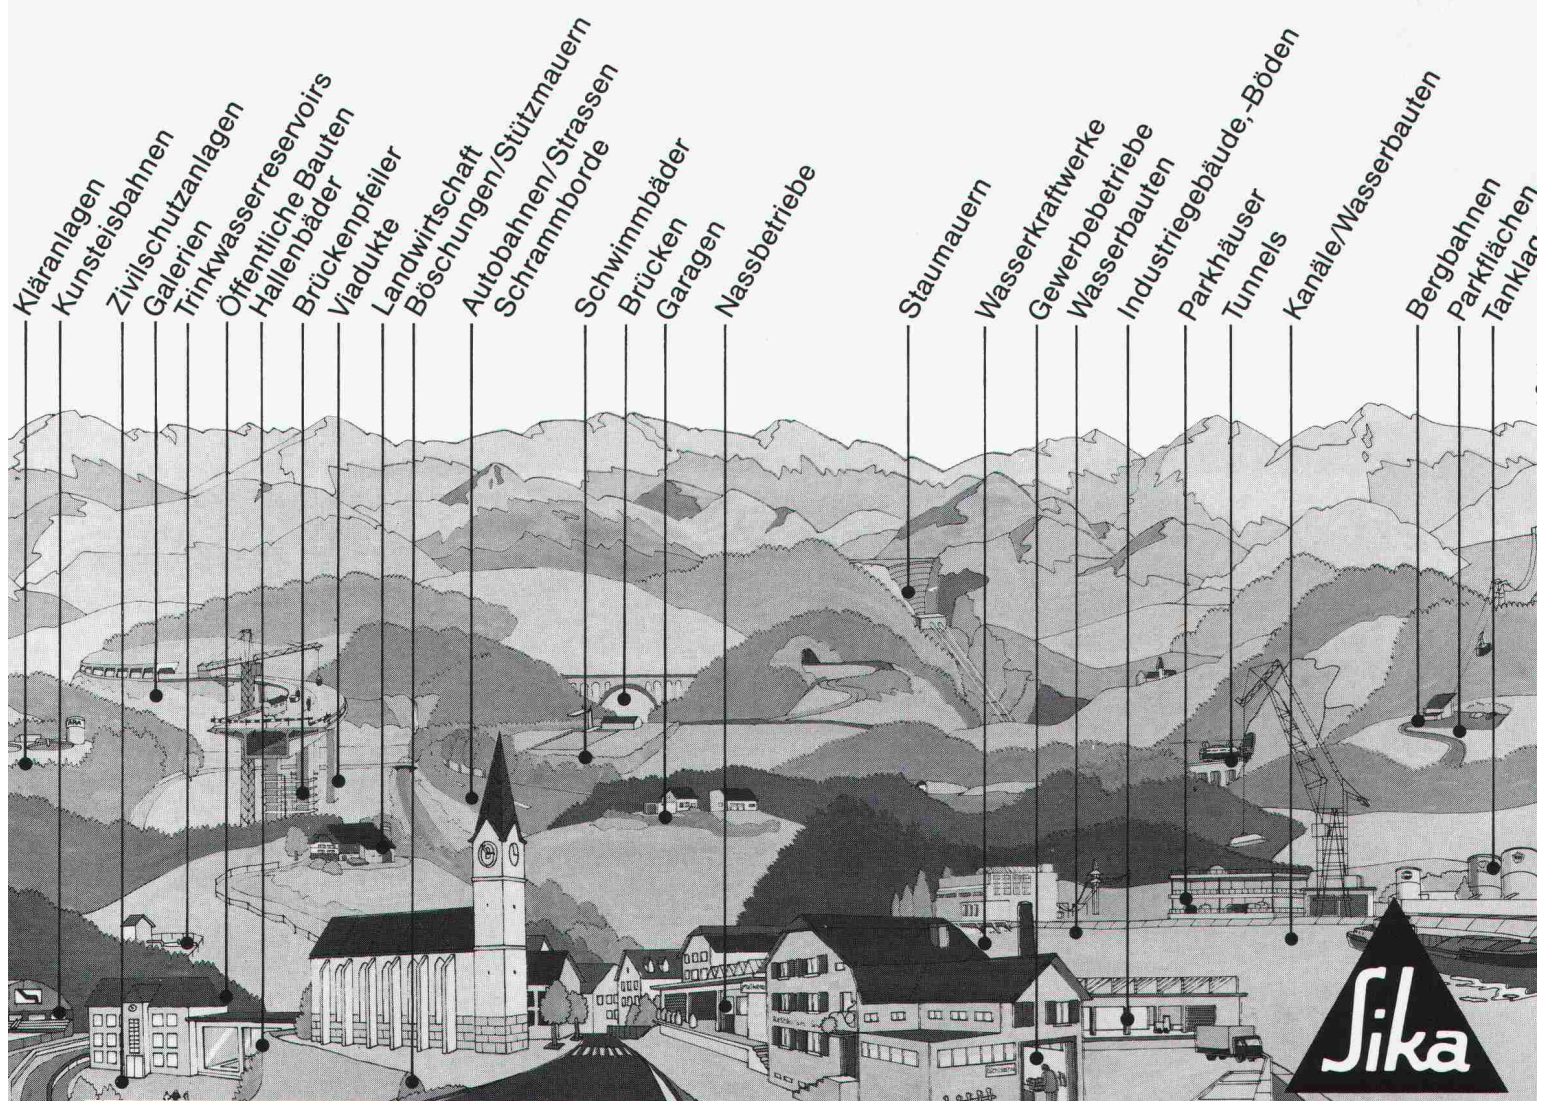 Kläranlagen
Kunsteisbahnen
Zivilschutzanlagen
Galerien
Trinkwasserreservoirs
Öffentliche Bauten
Hallenbäder
Brückenpfeiler
Viadukte
Landwirtschaft
Böschungen/Stützmauern
Autobahnen/Strassen
Schrammborde
Schwimmbäder
Brücken
Garagen
Nassbetriebe
Staumauern
Wasserkraftwerke
Gewerbebetriebe
Wasserbauten
Industriegebäude,-Böden
Parkhäuser
Tunnels
Kanäle/Wasserbauten
Bergbahnen
Parkflächen
Tanklag
Sika